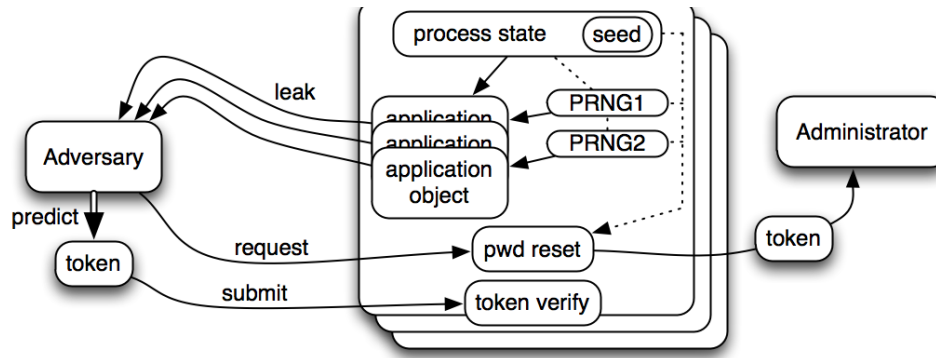 process state
seed
leak
application
PRNG1
application
PRNG2
application
object
Adversary
Administrator
predict
token
request
pwd reset
token
submit
token verify